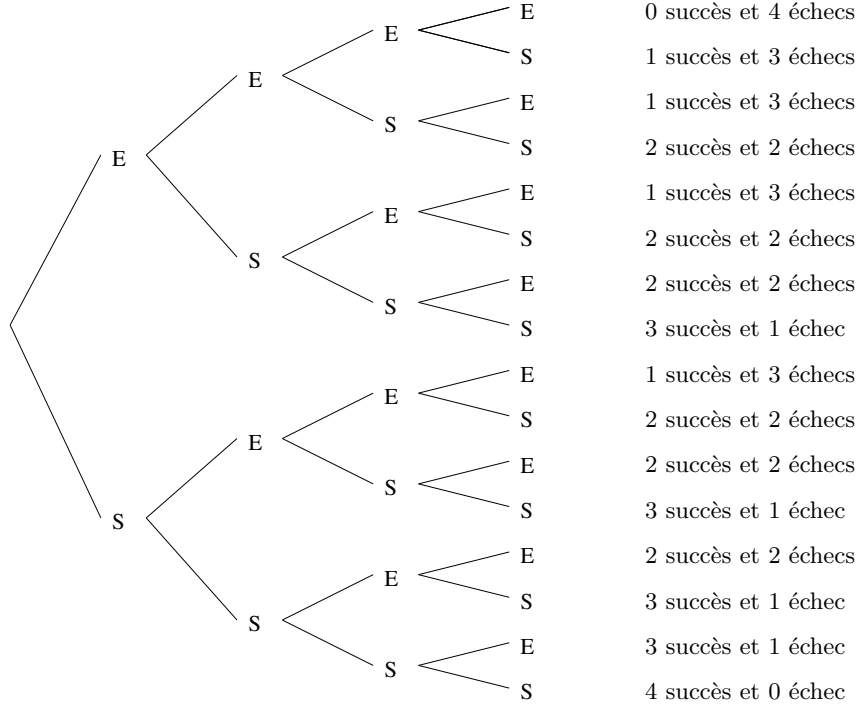 E 0 succès et 4 échecs
E
S 1 succès et 3 échecs
E
E 1 succès et 3 échecs
S
S 2 succès et 2 échecs
E
E 1 succès et 3 échecs
E
S 2 succès et 2 échecs
S
E 2 succès et 2 échecs
S
S 3 succès et 1 échec
E 1 succès et 3 échecs
E
S 2 succès et 2 échecs
E
E 2 succès et 2 échecs
S
S 3 succès et 1 échec
S
E 2 succès et 2 échecs
E
S 3 succès et 1 échec
S
E 3 succès et 1 échec
S
S 4 succès et 0 échec